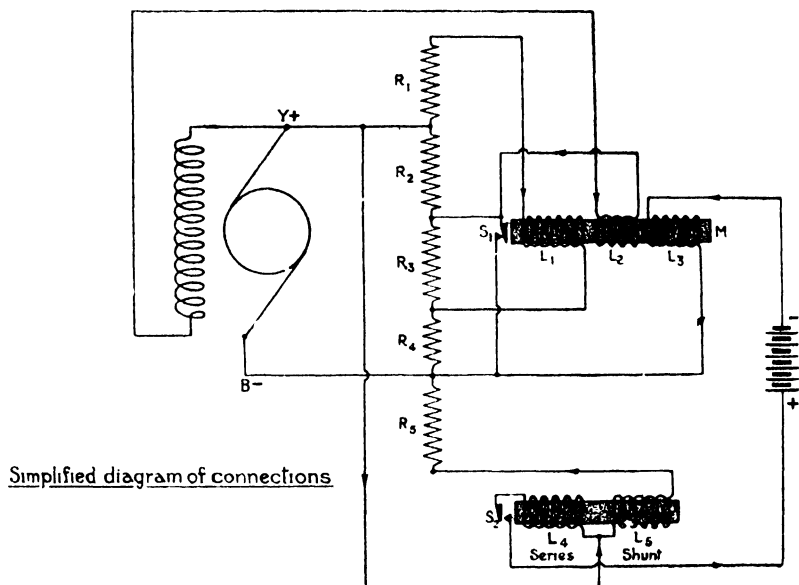 R1
Y+
R2
S1
M
L1 L2 L3
R3
R4
-
+
B-
R5
Simplified diagram of connections
S2
L4 L5
Series Shunt